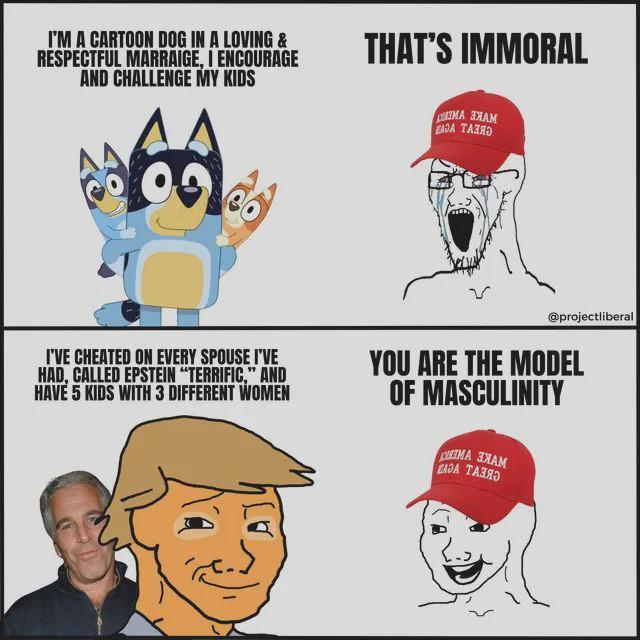 I'M A CARTOON DOG IN A LOVING &
RESPECTFUL MARRAIGE, I ENCOURAGE
AND CHALLENGE MY KIDS
THAT'S IMMORAL
MAKE AMERICA
GREAT AGAIN
@projectliberal
I'VE CHEATED ON EVERY SPOUSE I'VE
HAD, CALLED EPSTEIN “TERRIFIC,” AND
HAVE 5 KIDS WITH 3 DIFFERENT WOMEN
YOU ARE THE MODEL
OF MASCULINITY
MAKE AMERICA
GREAT AGAIN